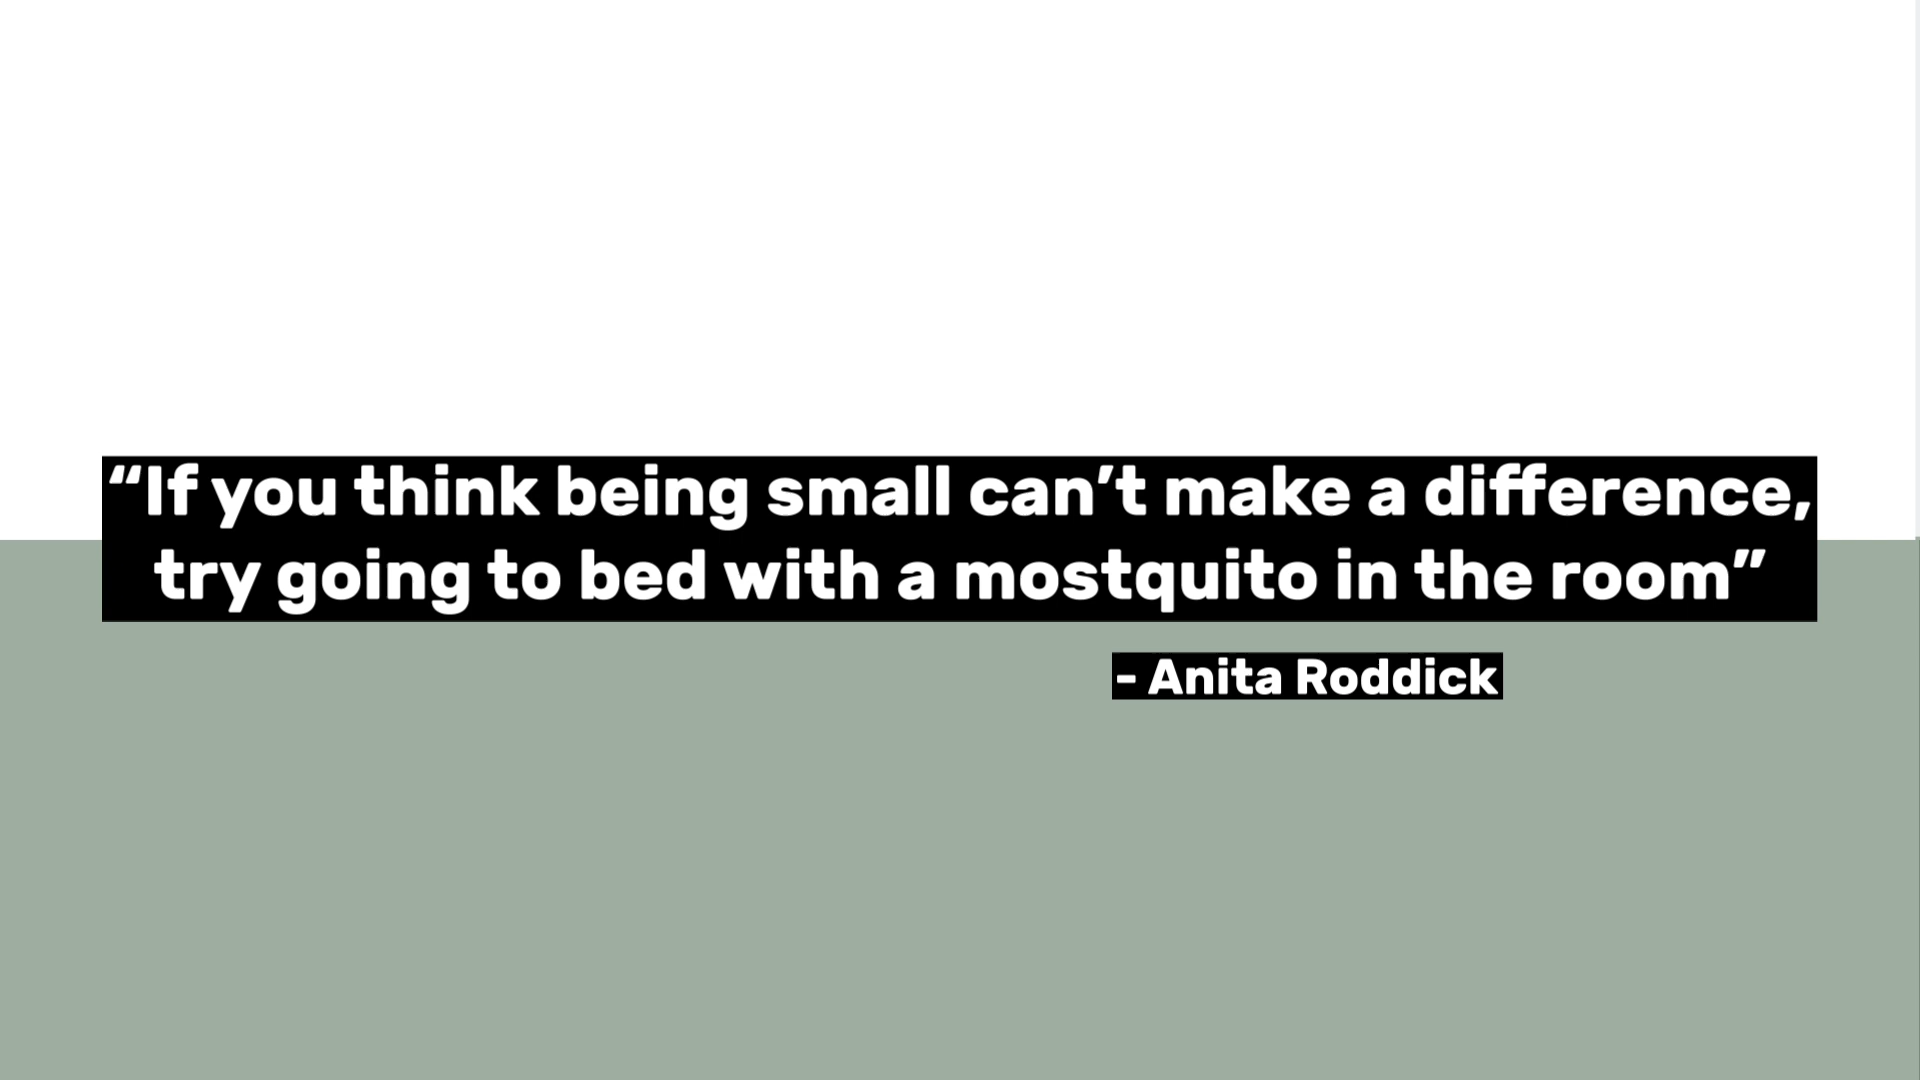 “If you think being small can’t make a difference,
try going to bed with a mostquito in the room”
- Anita Roddick